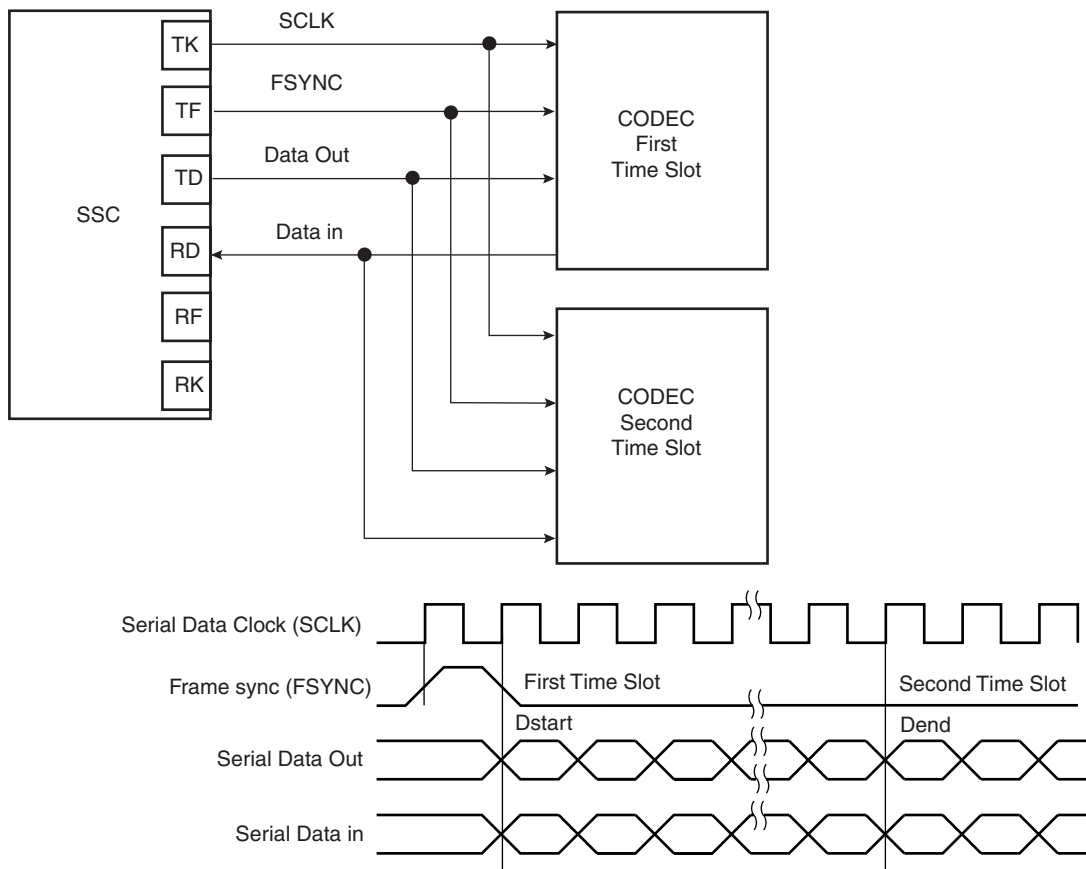 SSC
TK
TF
TD
RD
RF
RK
SCLK
FSYNC
Data Out
Data in
CODEC
First
Time Slot
CODEC
Second
Time Slot
Serial Data Clock (SCLK)
Frame sync (FSYNC)
First Time Slot
Second Time Slot
Dstart
Dend
Serial Data Out
Serial Data in